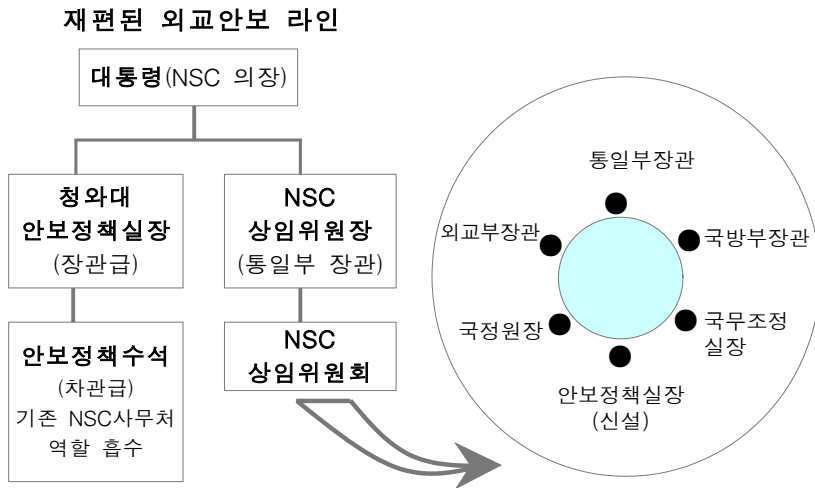 재편된 외교안보 라인
대통령(NSC 의장)
청와대
안보정책실장
(장관급)
NSC
상임위원장
(통일부 장관)
안보정책수석
(차관급)
기존 NSC사무처
역할 흡수
NSC
상임위원회
통일부장관
외교부장관
국방부장관
국정원장
국무조정
실장
안보정책실장
(신설)